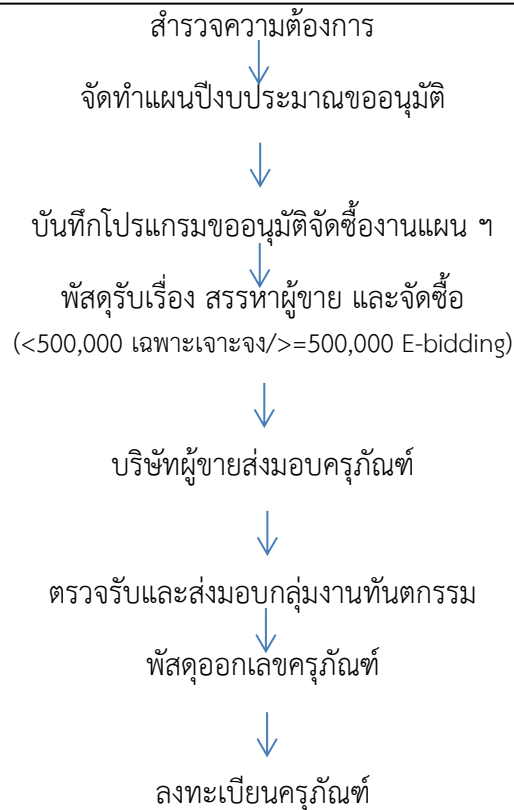 สำรวจความต้องการ
จัดทำแผนปีงบประมาณขออนุมัติ
บันทึกโปรแกรมขออนุมัติจัดซื้องานแผน ฯ
พัสดุรับเรื่อง สรรหาผู้ขาย และจัดซื้อ
(<500,000 เฉพาะเจาะจง/>=500,000 E-bidding)
บริษัทผู้ขายส่งมอบครุภัณฑ์
ตรวจรับและส่งมอบกลุ่มงานทันตกรรม
พัสดุออกเลขครุภัณฑ์
ลงทะเบียนครุภัณฑ์